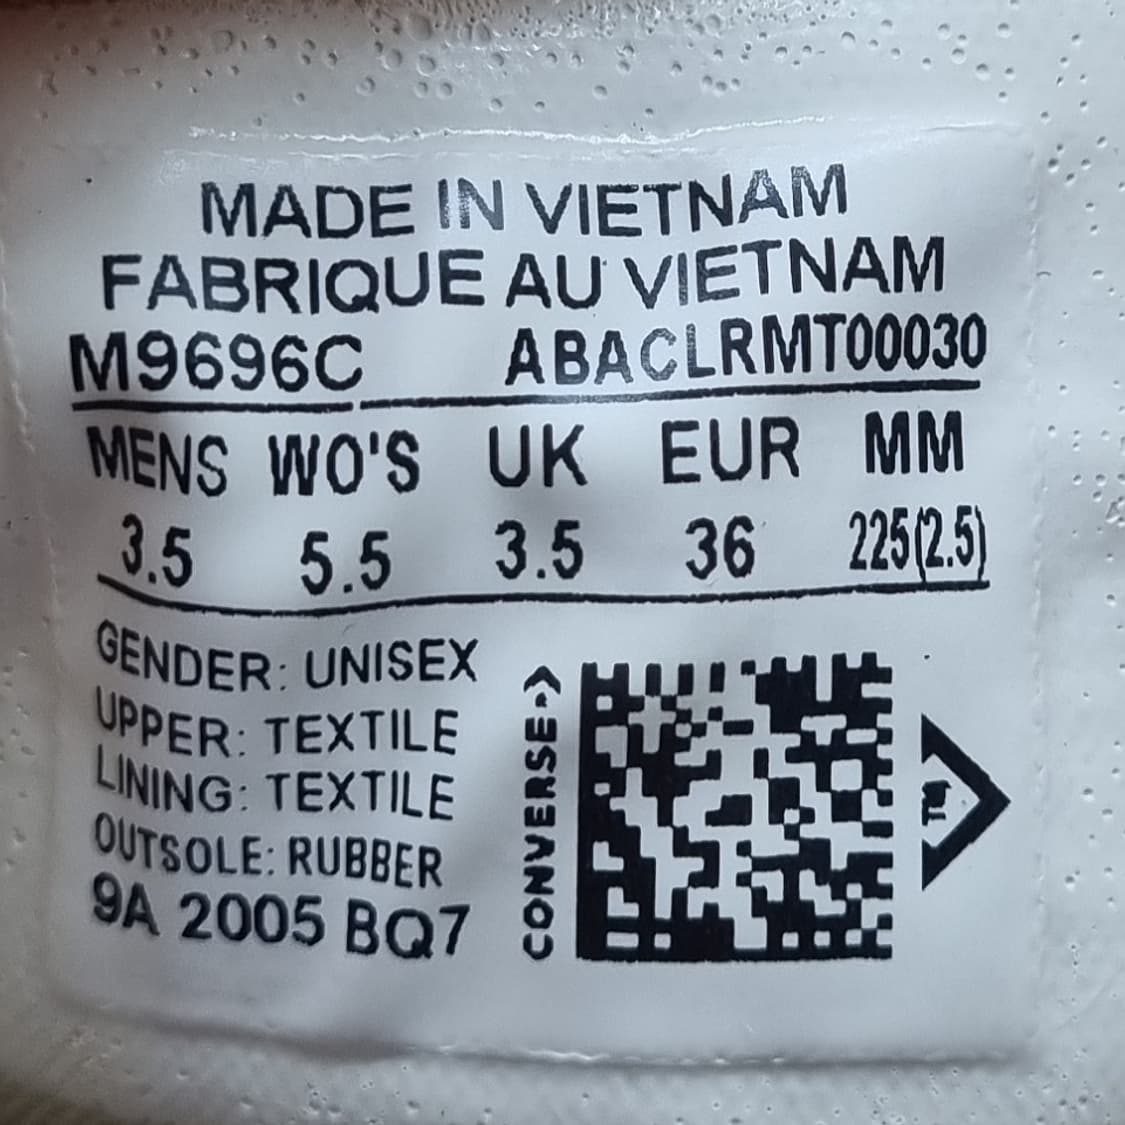 MADE IN VIETNAM
FABRIQUE AU VIETNAM
M9696C ABACLRMT00030
MENS WO'S UK EUR MM
3.5 5.5 3.5 36 225(2.5)
GENDER: UNISEX
UPPER: TEXTILE
LINING: TEXTILE
OUTSOLE: RUBBER
9A 2005 BQ7
CONVERSE
TM